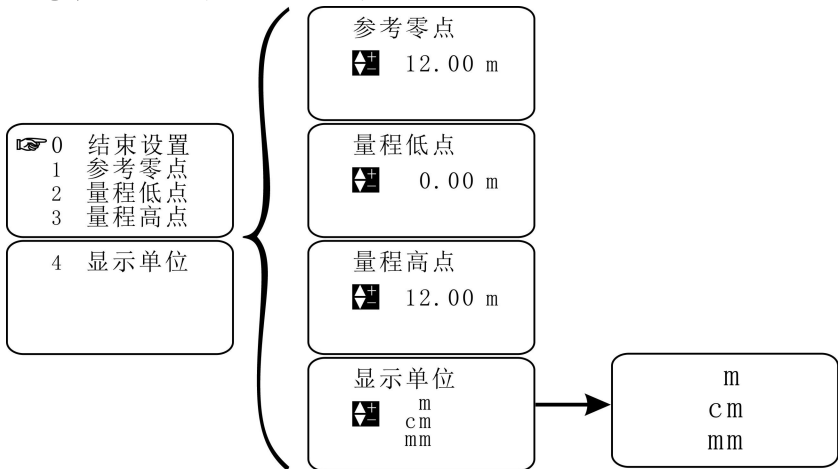 0 结束设置
1 参考零点
2 量程低点
3 量程高点
4 显示单位
参考零点
+
− 12.00 m
量程低点
+
− 0.00 m
量程高点
+
− 12.00 m
显示单位
+
−
m
cm
mm
m
cm
mm